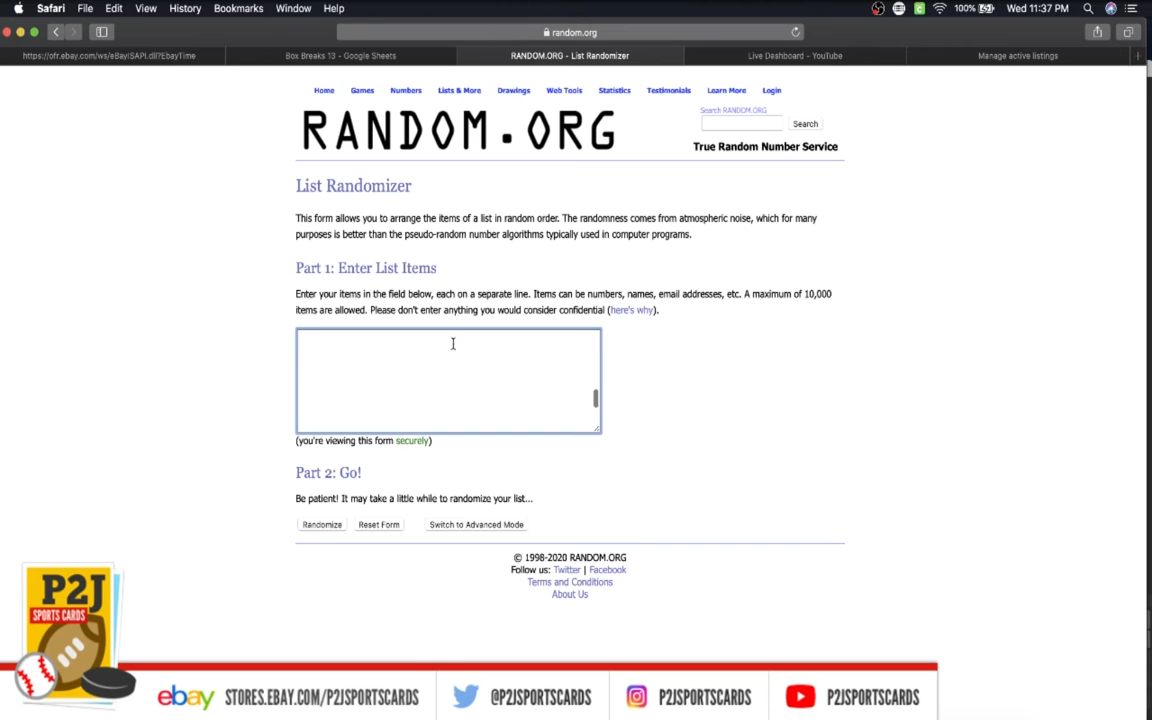 Safari File Edit View History Bookmarks Window Help 100% Wed 11:37 PM
random.org
https://ofr.ebay.com/ws/eBayISAPI.dll?EbayTime Box Breaks 13 - Google Sheets RANDOM.ORG - List Randomizer Live Dashboard - YouTube Manage active listings
Home Games Numbers Lists & More Drawings Web Tools Statistics Testimonials Learn More Login
Search RANDOM.ORG
RANDOM.ORG
Search
True Random Number Service
List Randomizer
This form allows you to arrange the items of a list in random order. The randomness comes from atmospheric noise, which for many
purposes is better than the pseudo-random number algorithms typically used in computer programs.
Part 1: Enter List Items
Enter your items in the field below, each on a separate line. Items can be numbers, names, email addresses, etc. A maximum of 10,000
items are allowed. Please don't enter anything you would consider confidential (here's why).
(you're viewing this form securely)
Part 2: Go!
Be patient! It may take a little while to randomize your list...
Randomize Reset Form Switch to Advanced Mode
© 1998-2020 RANDOM.ORG
Follow us: Twitter | Facebook
Terms and Conditions
About Us
P2J
SPORTS CARDS
ebay STORES.EBAY.COM/P2JSPORTSCARDS @P2JSPORTSCARDS P2JSPORTSCARDS P2JSPORTSCARDS